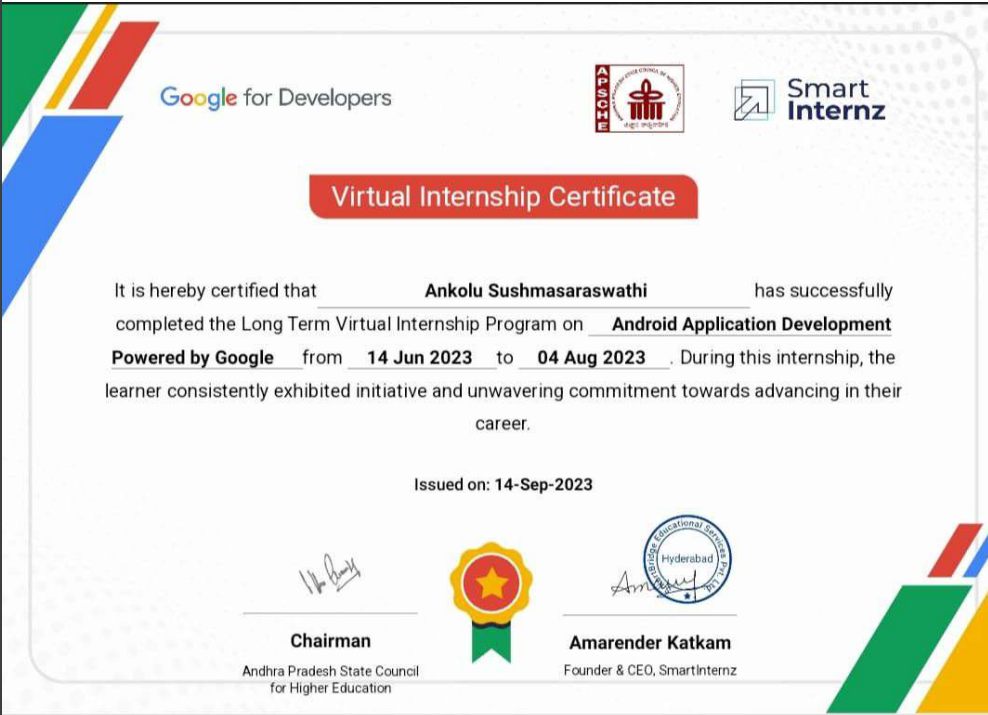 Google for Developers
APSCHE
Smart
Internz
Virtual Internship Certificate
It is hereby certified that Ankolu Sushmasaraswathi has successfully
completed the Long Term Virtual Internship Program on Android Application Development
Powered by Google from 14 Jun 2023 to 04 Aug 2023 . During this internship, the
learner consistently exhibited initiative and unwavering commitment towards advancing in their
career.
Issued on: 14-Sep-2023
Educational Services Pvt. Ltd
Hyderabad
Chairman
Andhra Pradesh State Council
for Higher Education
Amarender Katkam
Founder & CEO, SmartInternz